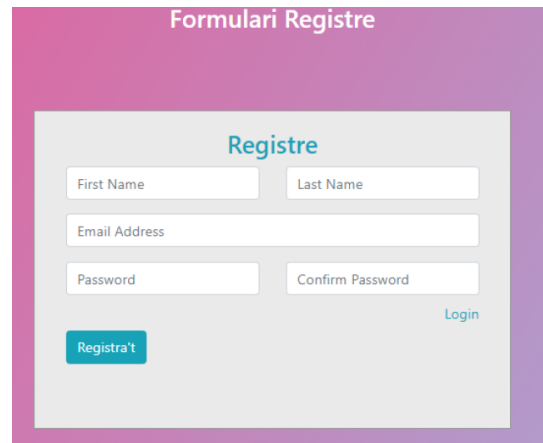 Formulari Registre
Registre
First Name Last Name
Email Address
Password Confirm Password
Login
Registra't